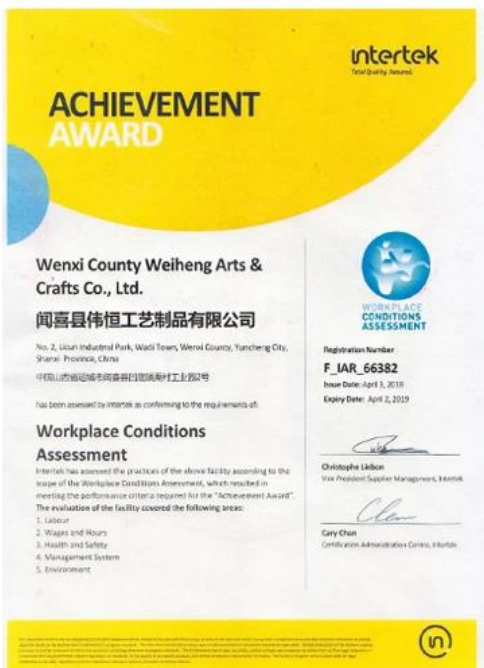 intertek
Total Quality. Assured.
ACHIEVEMENT
AWARD
Wenxi County Weiheng Arts &
Crafts Co., Ltd.
闻喜县伟恒工艺制品有限公司
No. 2, Licun Industrial Park, Wadi Town, Wenxi County, Yuncheng City,
Shanxi Province, China
has been assessed by Intertek as conforming to the requirements of:
Workplace Conditions
Assessment
Intertek has assessed the practices of the above facility according to the
scope of the Workplace Conditions Assessment, which resulted in
meeting the performance criteria required for the "Achievement Award".
The evaluation of the facility covered the following areas:
1. Labour
2. Wages and Hours
3. Health and Safety
4. Management System
5. Environment
WORKPLACE
CONDITIONS
ASSESSMENT
Registration Number
F_IAR_66382
Issue Date: April 3, 2018
Expiry Date: April 2, 2019
Christophe Liebon
Vice President Supplier Management, Intertek
Cary Chan
Certification Administration Centre, Intertek
in